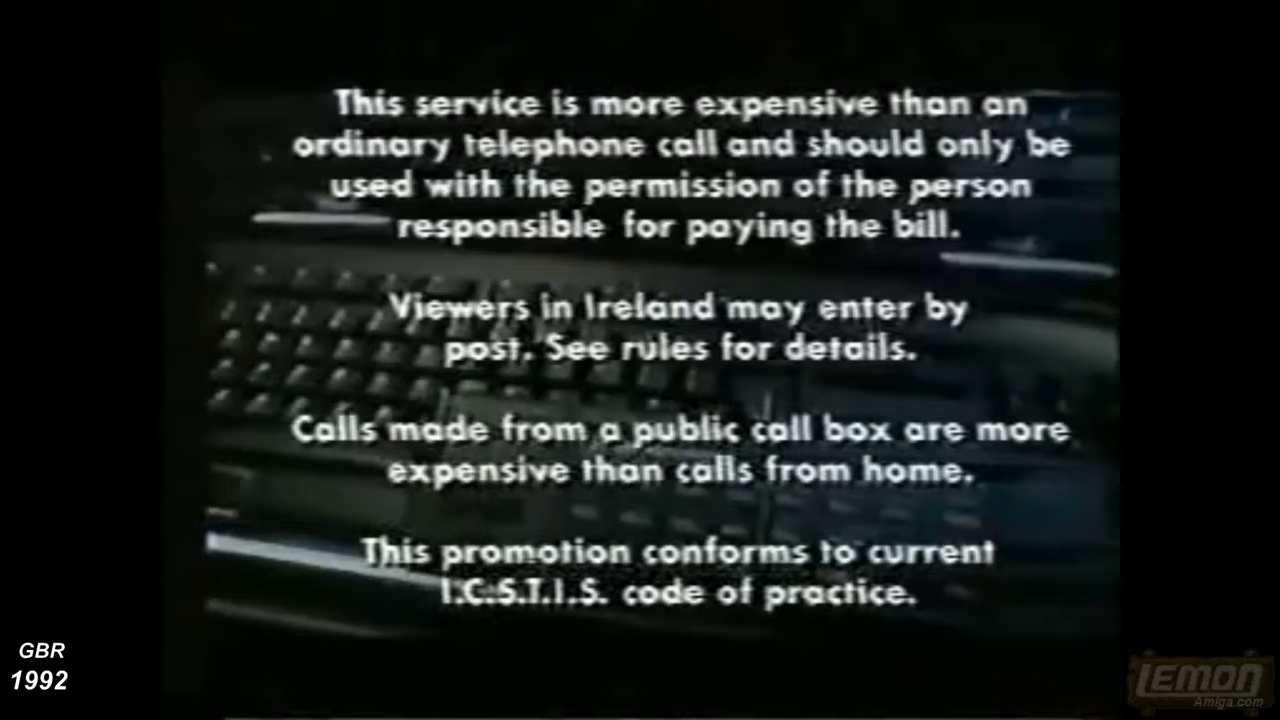 This service is more expensive than an
ordinary telephone call and should only be
used with the permission of the person
responsible for paying the bill.
Viewers in Ireland may enter by
post. See rules for details.
Calls made from a public call box are more
expensive than calls from home.
This promotion conforms to current
I.C.S.T.I.S. code of practice.
GBR
1992
LEMON
Amiga.com